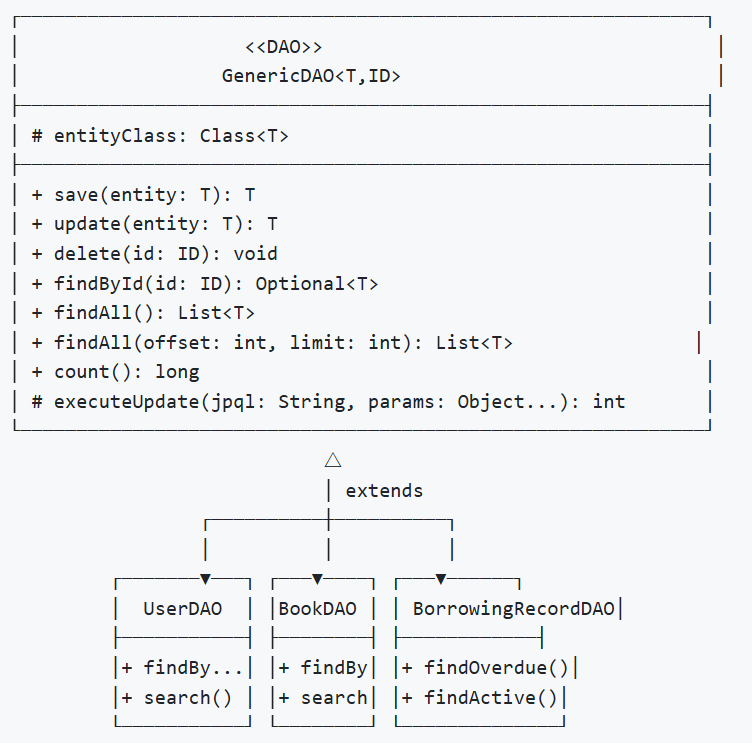 <<DAO>>
GenericDAO<T,ID>
# entityClass: Class<T>
+ save(entity: T): T
+ update(entity: T): T
+ delete(id: ID): void
+ findById(id: ID): Optional<T>
+ findAll(): List<T>
+ findAll(offset: int, limit: int): List<T>
+ count(): long
# executeUpdate(jpql: String, params: Object...): int
extends
UserDAO BookDAO BorrowingRecordDAO
+ findBy... + findBy + findOverdue()
+ search() + search + findActive()